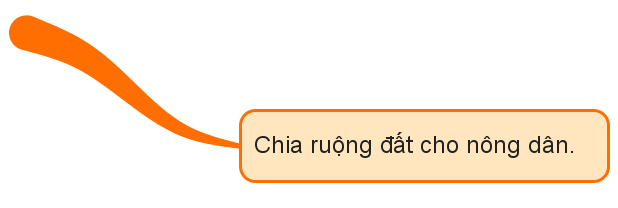 Chia ruộng đất cho nông dân.